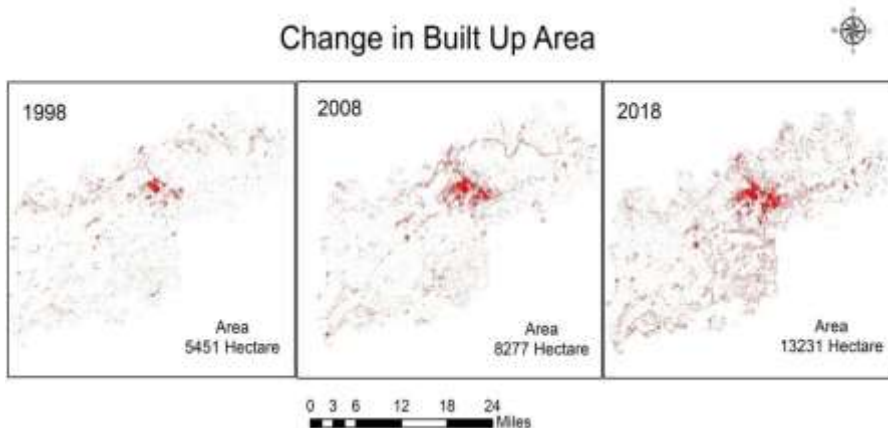 Change in Built Up Area
1998
Area
5451 Hectare
2008
Area
8277 Hectare
2018
Area
13231 Hectare
0 3 6 12 18 24
Miles